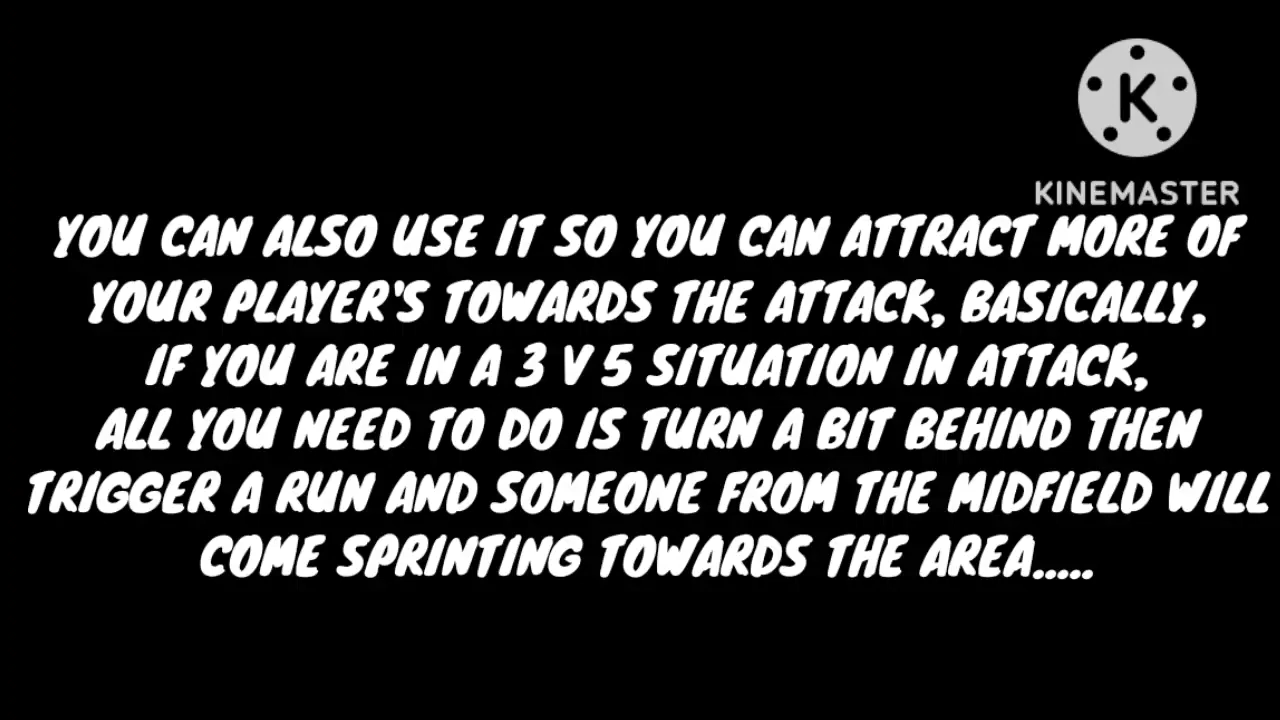 K
KINEMASTER
YOU CAN ALSO USE IT SO YOU CAN ATTRACT MORE OF
YOUR PLAYER'S TOWARDS THE ATTACK, BASICALLY,
IF YOU ARE IN A 3 V 5 SITUATION IN ATTACK,
ALL YOU NEED TO DO IS TURN A BIT BEHIND THEN
TRIGGER A RUN AND SOMEONE FROM THE MIDFIELD WILL
COME SPRINTING TOWARDS THE AREA.....